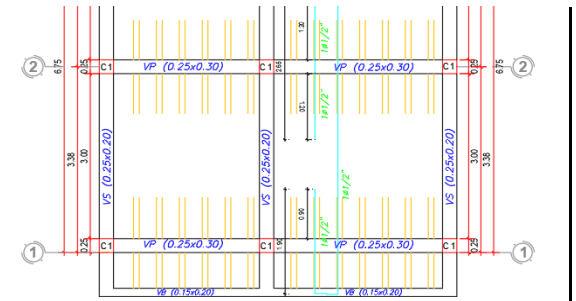 1.20
1ø1/2"
2
6.75
0.25
C1
VP (0.25x0.30)
C1
2.65
VP (0.25x0.30)
C1
0.25
6.75
2
1.20
1ø1/2"
3.38
3.00
VS (0.25x0.20)
VS (0.25x0.20)
1ø1/2"
VS (0.25x0.20)
3.00
3.38
0.90
1ø1/2"
1
0.25
C1
VP (0.25x0.30)
C1
1.90
VP (0.25x0.30)
C1
0.25
1
VB (0.15x0.20)
VB (0.15x0.20)